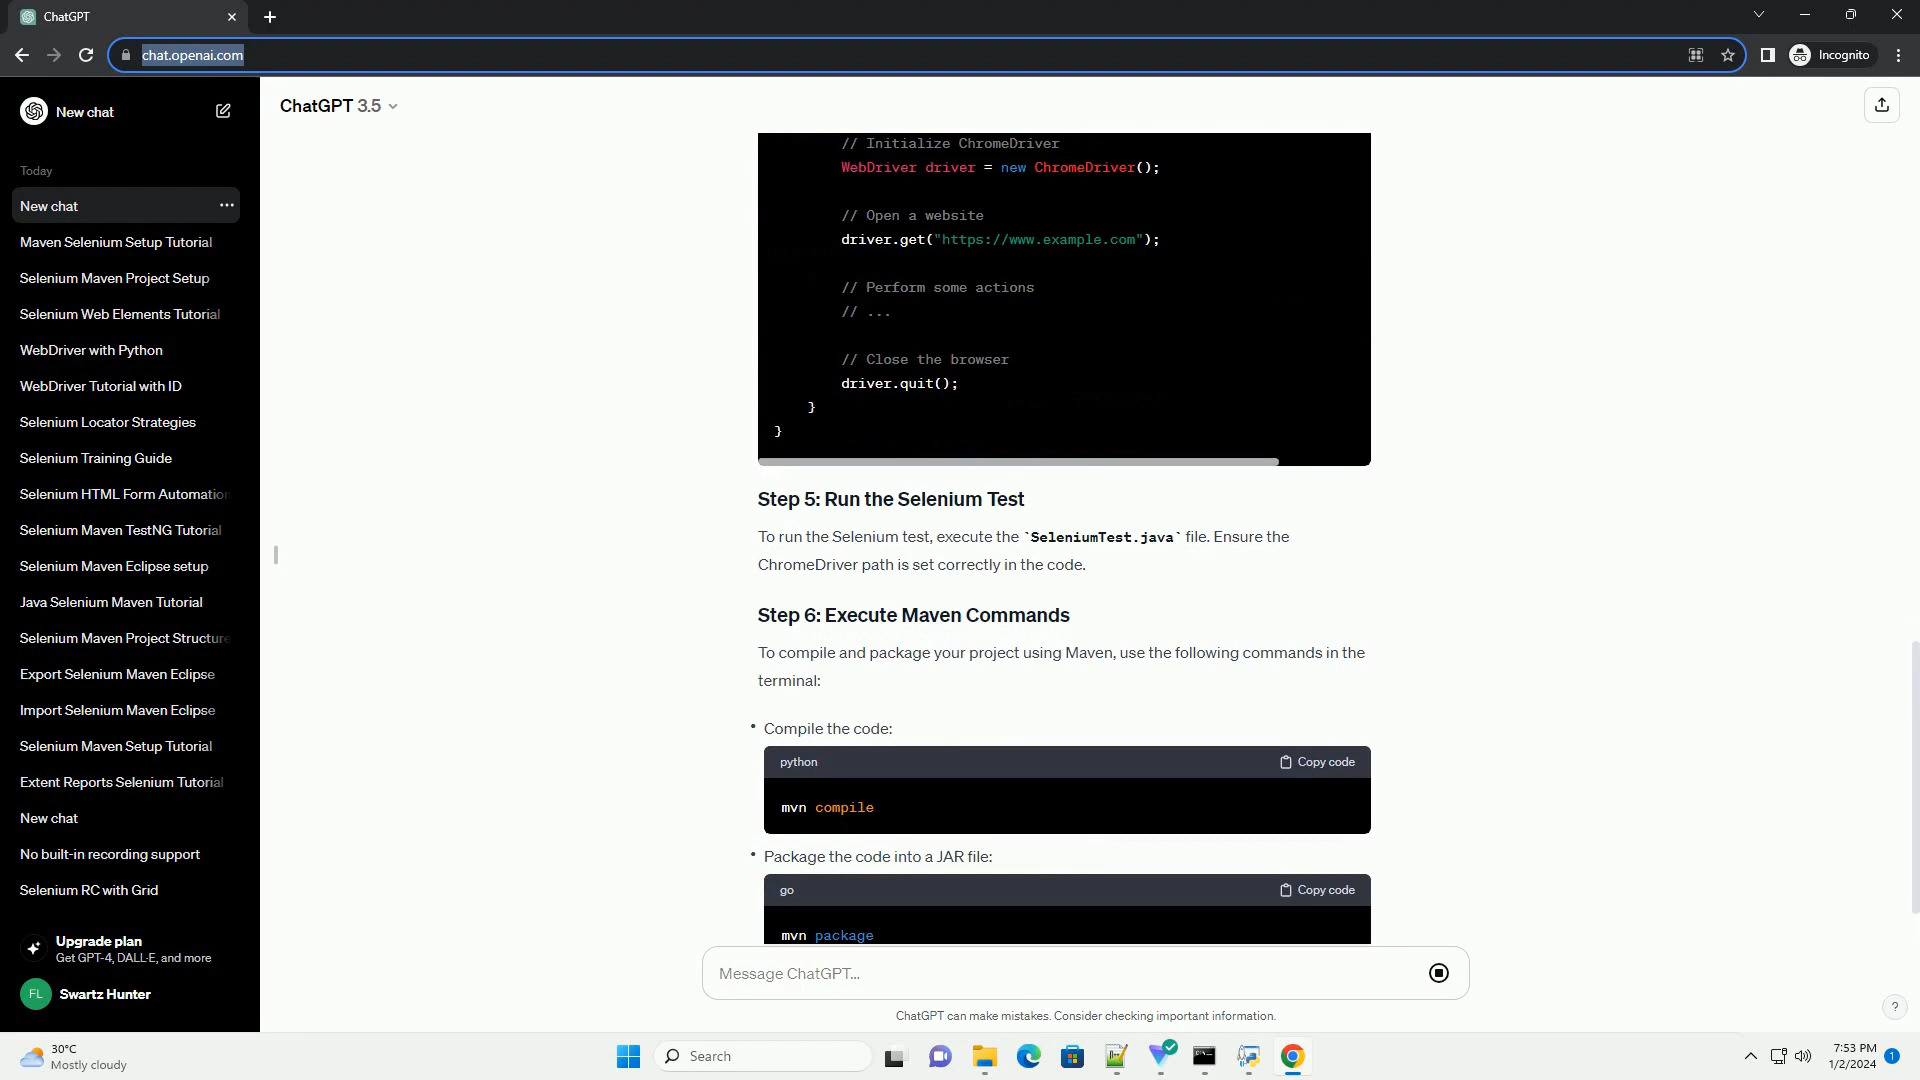 ChatGPT
chat.openai.com
Incognito
New chat
ChatGPT 3.5
Today
New chat
Maven Selenium Setup Tutorial
Selenium Maven Project Setup
Selenium Web Elements Tutorial
WebDriver with Python
WebDriver Tutorial with ID
Selenium Locator Strategies
Selenium Training Guide
Selenium HTML Form Automation
Selenium Maven TestNG Tutorial
Selenium Maven Eclipse setup
Java Selenium Maven Tutorial
Selenium Maven Project Structure
Export Selenium Maven Eclipse
Import Selenium Maven Eclipse
Selenium Maven Setup Tutorial
Extent Reports Selenium Tutorial
New chat
No built-in recording support
Selenium RC with Grid
Upgrade plan
Get GPT-4, DALL·E, and more
FL Swartz Hunter
// Initialize ChromeDriver
WebDriver driver = new ChromeDriver();
// Open a website
driver.get("https://www.example.com");
// Perform some actions
// ...
// Close the browser
driver.quit();
}
}
Step 5: Run the Selenium Test
To run the Selenium test, execute the `SeleniumTest.java` file. Ensure the
ChromeDriver path is set correctly in the code.
Step 6: Execute Maven Commands
To compile and package your project using Maven, use the following commands in the
terminal:
• Compile the code:
python Copy code
mvn compile
• Package the code into a JAR file:
go Copy code
mvn package
Message ChatGPT...
ChatGPT can make mistakes. Consider checking important information.
?
30°C
Mostly cloudy
Search
7:53 PM
1/2/2024
1